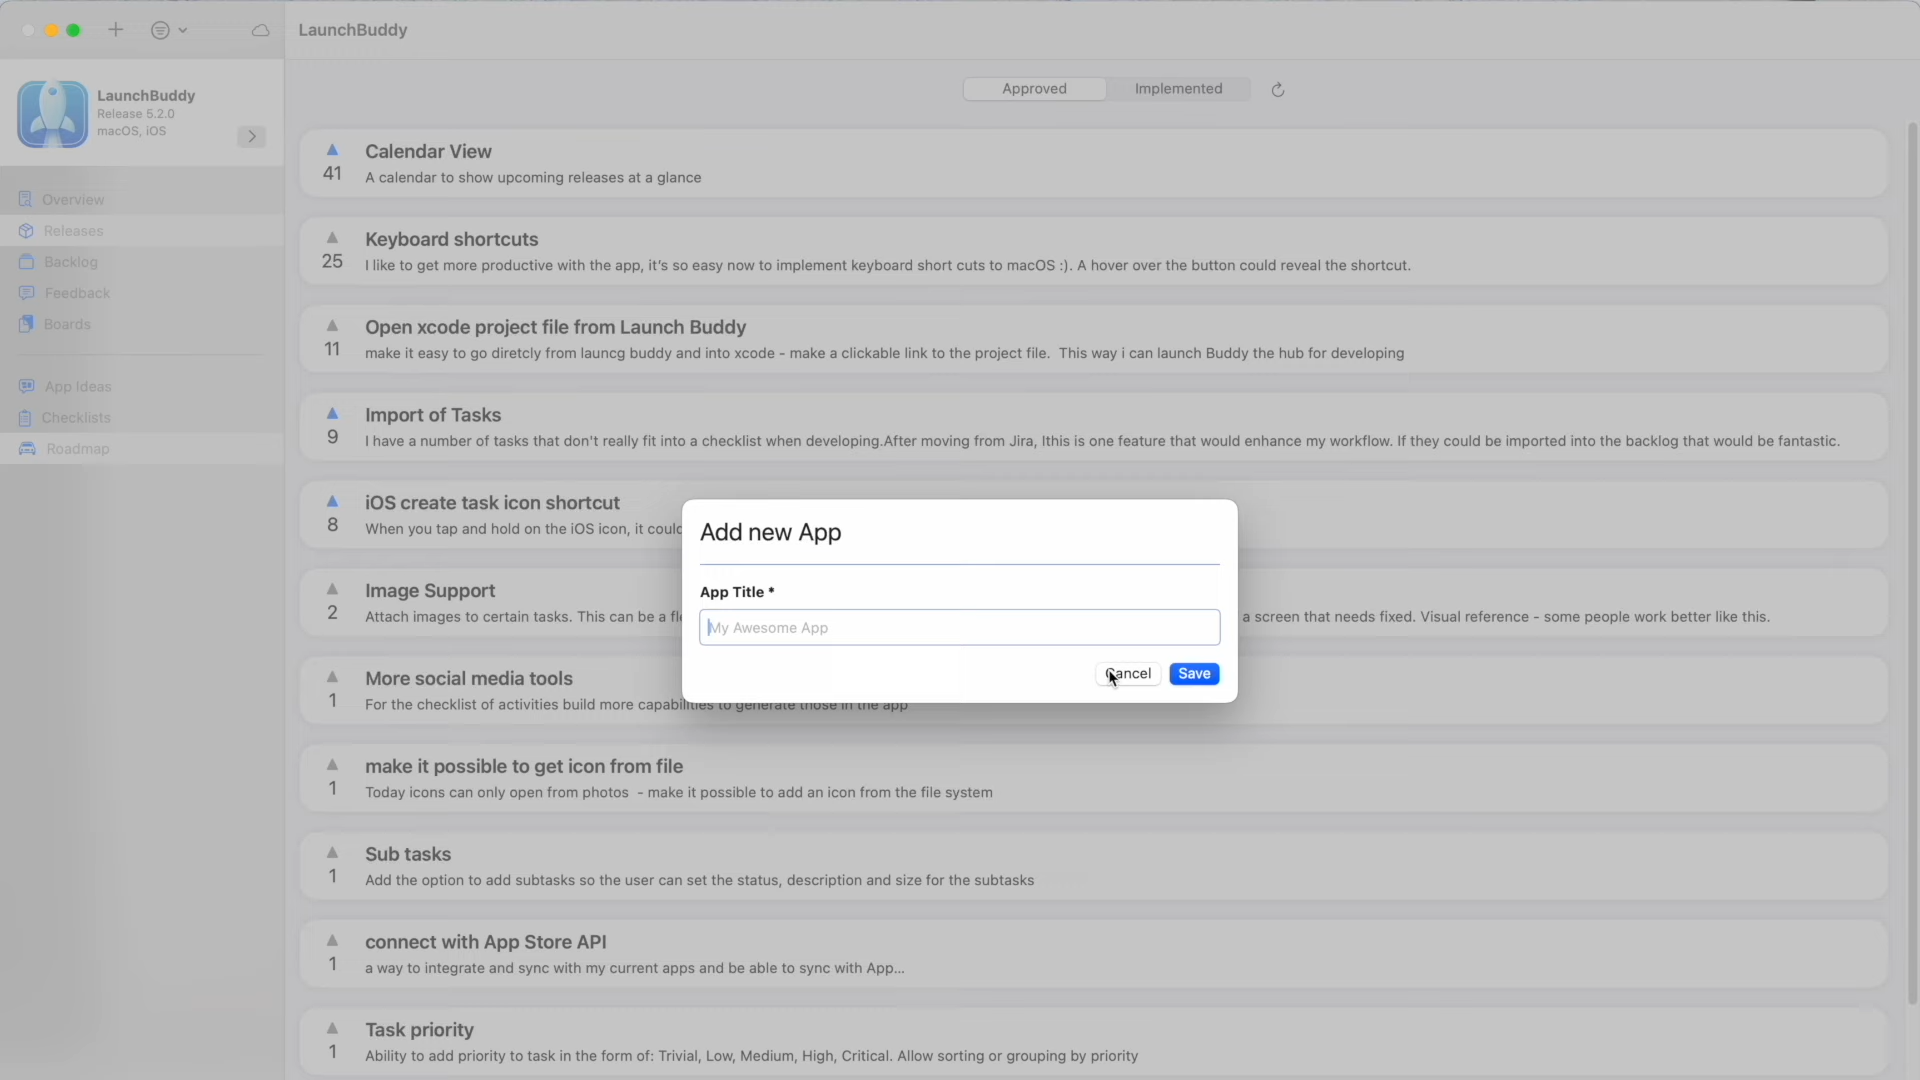 LaunchBuddy
LaunchBuddy
Release 5.2.0
macOS, iOS
Overview
Releases
Backlog
Feedback
Boards
App Ideas
Checklists
Roadmap
Approved
Implemented
Calendar View
41
A calendar to show upcoming releases at a glance
Keyboard shortcuts
25
I like to get more productive with the app, it's so easy now to implement keyboard short cuts to macOS :). A hover over the button could reveal the shortcut.
Open xcode project file from Launch Buddy
11
make it easy to go diretcly from launcg buddy and into xcode - make a clickable link to the project file. This way i can launch Buddy the hub for developing
Import of Tasks
9
I have a number of tasks that don't really fit into a checklist when developing.After moving from Jira, Ithis is one feature that would enhance my workflow. If they could be imported into the backlog that would be fantastic.
iOS create task icon shortcut
8
When you tap and hold on the iOS icon, it could
Image Support
2
Attach images to certain tasks. This can be a
a screen that needs fixed. Visual reference - some people work better like this.
More social media tools
1
For the checklist of activities build more capabilities to generate those in the app
make it possible to get icon from file
1
Today icons can only open from photos - make it possible to add an icon from the file system
Sub tasks
1
Add the option to add subtasks so the user can set the status, description and size for the subtasks
connect with App Store API
1
a way to integrate and sync with my current apps and be able to sync with App...
Task priority
1
Ability to add priority to task in the form of: Trivial, Low, Medium, High, Critical. Allow sorting or grouping by priority
Add new App
App Title *
My Awesome App
Cancel
Save